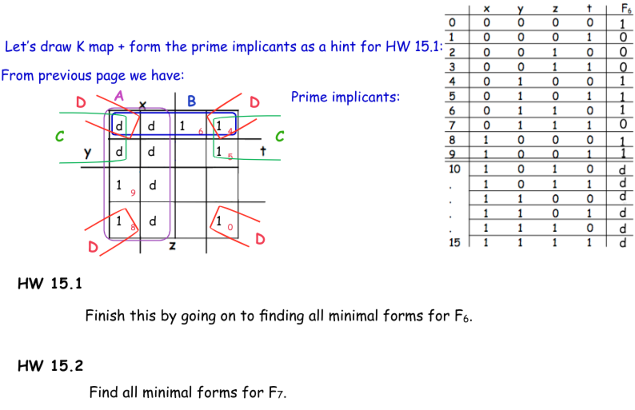 x y z t F₆
0 0 0 0 0 1
1 0 0 0 1 0
Let's draw K map + form the prime implicants as a hint for HW 15.1:
2 0 0 1 0 0
3 0 0 1 1 0
From previous page we have:
4 0 1 0 0 1
Prime implicants:
5 0 1 0 1 1
6 0 1 1 0 1
7 0 1 1 1 0
8 1 0 0 0 1
9 1 0 0 1 1
10 1 0 1 0 d
. 1 0 1 1 d
. 1 1 0 0 d
. 1 1 0 1 d
. 1 1 1 0 d
15 1 1 1 1 d
D A x B D
d d 1 6 1 4
C C
y d d 1 5 t
1 9 d
1 8 d 1 0
D z D
HW 15.1
Finish this by going on to finding all minimal forms for F₆.
HW 15.2
Find all minimal forms for F₇.